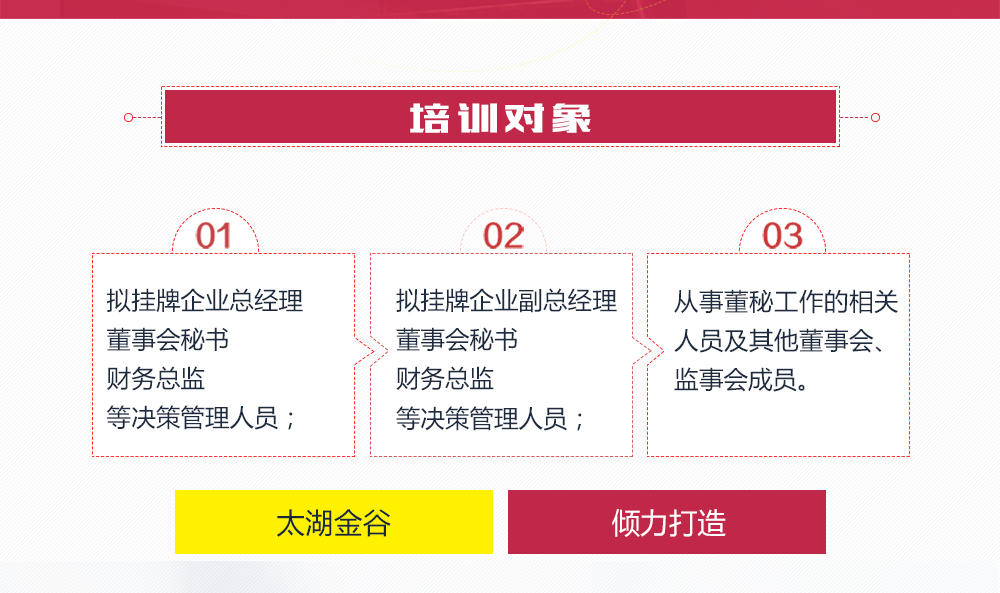 培训对象
01
拟挂牌企业总经理
董事会秘书
财务总监
等决策管理人员；
02
拟挂牌企业副总经理
董事会秘书
财务总监
等决策管理人员；
03
从事董秘工作的相关
人员及其他董事会、
监事会成员。
太湖金谷
倾力打造